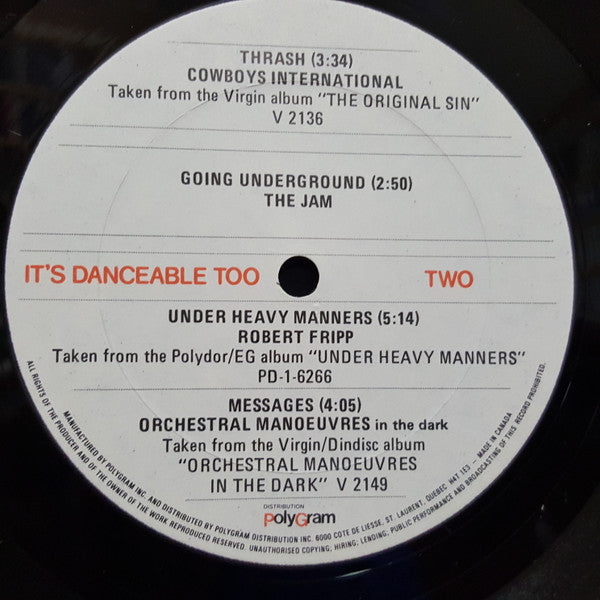 THRASH (3:34)
COWBOYS INTERNATIONAL
Taken from the Virgin album "THE ORIGINAL SIN"
V 2136
GOING UNDERGROUND (2:50)
THE JAM
IT'S DANCEABLE TOO
TWO
UNDER HEAVY MANNERS (5:14)
ROBERT FRIPP
Taken from the Polydor/EG album "UNDER HEAVY MANNERS"
PD-1-6266
MESSAGES (4:05)
ORCHESTRAL MANOEUVRES in the dark
Taken from the Virgin/Dindisc album
"ORCHESTRAL MANOEUVRES
IN THE DARK" V 2149
DISTRIBUTION
PolyGram
MANUFACTURED BY POLYGRAM INC. AND DISTRIBUTED BY POLYGRAM DISTRIBUTION INC. 6000 COTE DE LIESSE, ST. LAURENT, QUEBEC H4T 1E3 – MADE IN CANADA
ALL RIGHTS OF THE PRODUCER AND OF THE OWNER OF THE WORK REPRODUCED RESERVED. UNAUTHORISED COPYING; HIRING; LENDING; PUBLIC PERFORMANCE AND BROADCASTING OF THIS RECORD PROHIBITED.